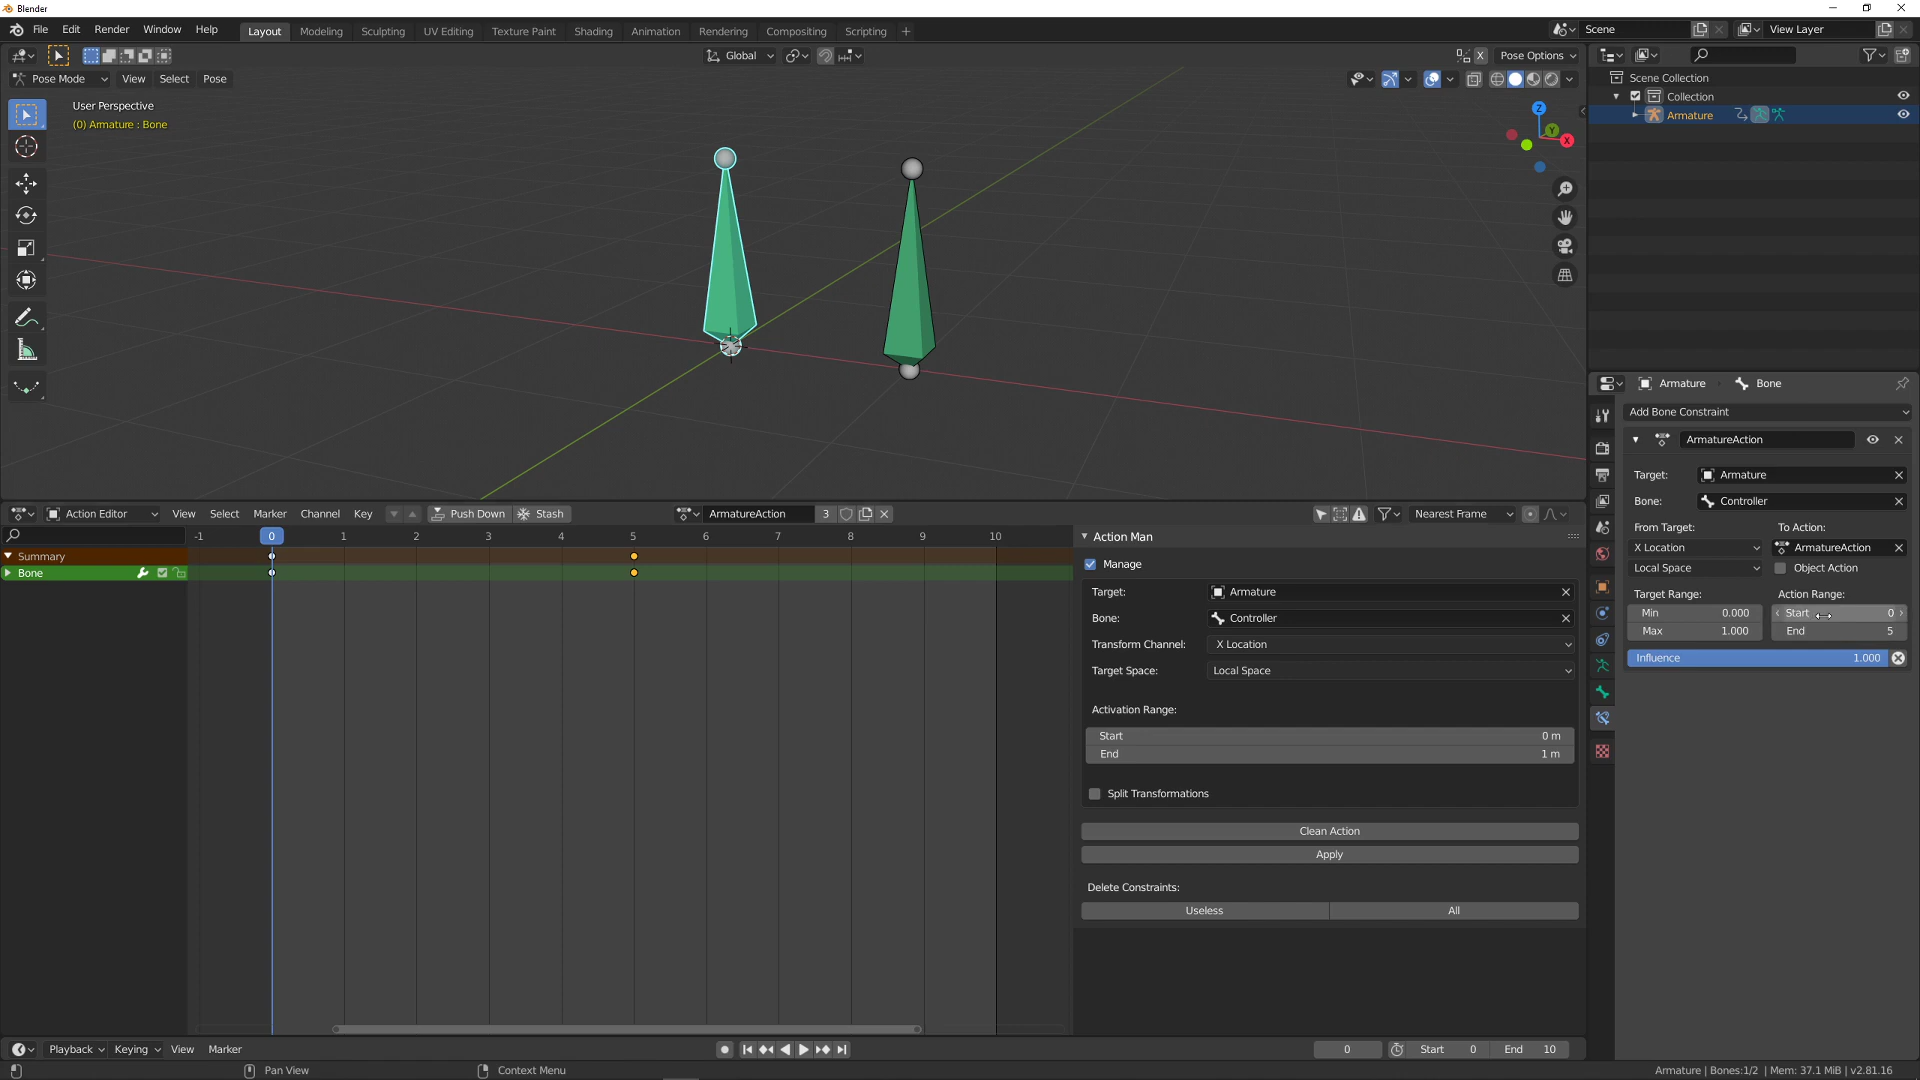 Blender
File Edit Render Window Help Layout Modeling Sculpting UV Editing Texture Paint Shading Animation Rendering Compositing Scripting + Scene View Layer
Global X Pose Options
Pose Mode View Select Pose
User Perspective
(0) Armature : Bone
Z Y X
Scene Collection
Collection
Armature
Armature Bone
Add Bone Constraint
ArmatureAction
Target: Armature
Bone: Controller
From Target: To Action:
X Location ArmatureAction
Local Space Object Action
Target Range: Action Range:
Min 0.000 Start 0
Max 1.000 End 5
Influence 1.000
Action Editor View Select Marker Channel Key Push Down Stash ArmatureAction 3 Nearest Frame
-1 0 1 2 3 4 5 6 7 8 9 10
Summary
Bone
Action Man
Manage
Target: Armature
Bone: Controller
Transform Channel: X Location
Target Space: Local Space
Activation Range:
Start 0 m
End 1 m
Split Transformations
Clean Action
Apply
Delete Constraints:
Useless All
Playback Keying View Marker 0 Start 0 End 10
Pan View Context Menu Armature | Bones:1/2 | Mem: 37.1 MiB | v2.81.16